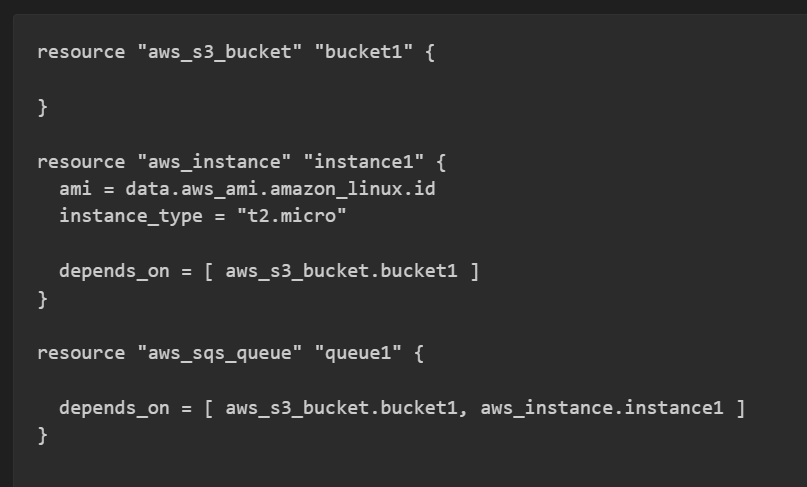 resource "aws_s3_bucket" "bucket1" {
}
resource "aws_instance" "instance1" {
  ami = data.aws_ami.amazon_linux.id
  instance_type = "t2.micro"
  depends_on = [ aws_s3_bucket.bucket1 ]
}
resource "aws_sqs_queue" "queue1" {
  depends_on = [ aws_s3_bucket.bucket1, aws_instance.instance1 ]
}